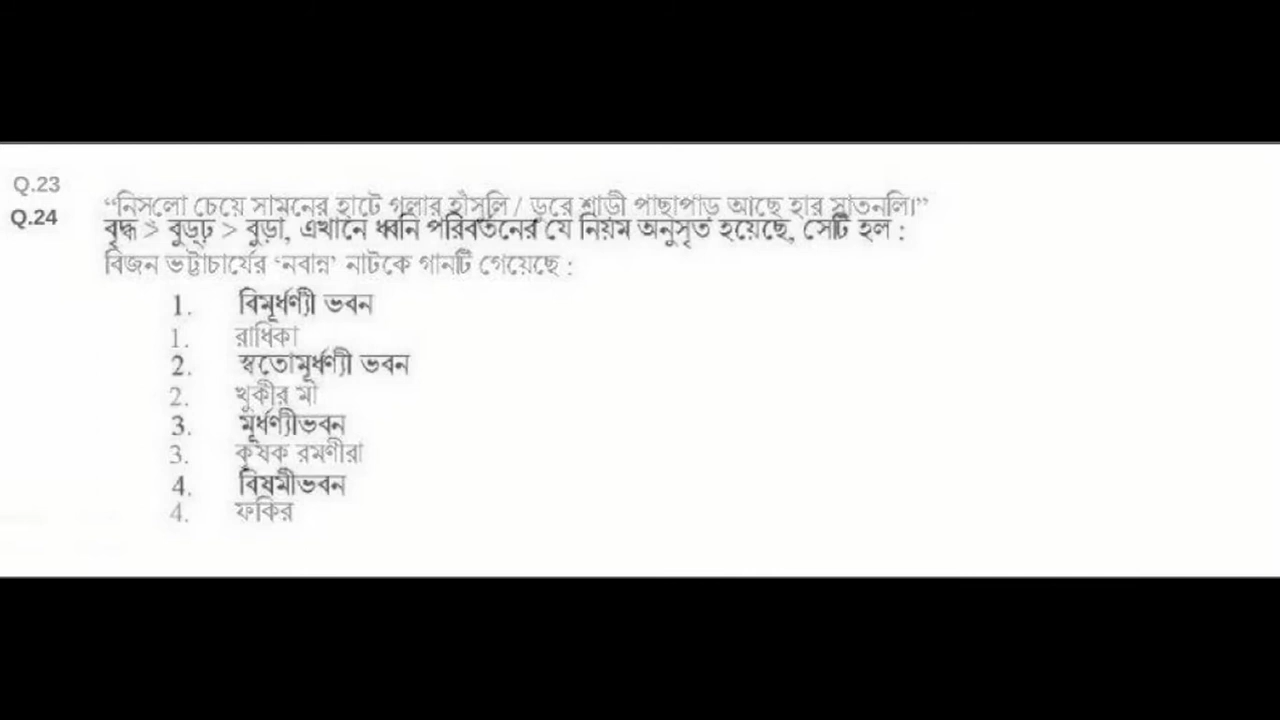 Q.23
“নিসলো চেয়ে সামনের হাটে গলার হাঁসলি / ডুরে শাড়ী পাছাপাড় আছে হার সাতনলি।”
Q.24
বৃদ্ধ > বুড্ঢ > বুড়া, এখানে ধ্বনি পরিবর্তনের যে নিয়ম অনুসৃত হয়েছে, সেটি হল :
বিজন ভট্টাচার্যের ‘নবান্ন’ নাটকে গানটি গেয়েছে :
1. বিমূর্ধণ্যী ভবন
1. রাধিকা
2. স্বতোমূর্ধণ্যী ভবন
2. খুকীর মা
3. মূর্ধণ্যীভবন
3. কৃষক রমণীরা
4. বিষমীভবন
4. ফকির